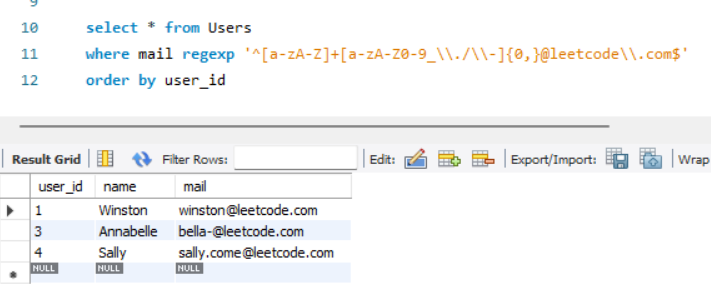 9
10 select * from Users
11 where mail regexp '^[a-zA-Z]+[a-zA-Z0-9_\\./\\-]{0,}@leetcode\\.com$'
12 order by user_id
Result Grid Filter Rows: Edit: Export/Import: Wrap
user_id name mail
1 Winston winston@leetcode.com
3 Annabelle bella-@leetcode.com
4 Sally sally.come@leetcode.com
NULL NULL NULL